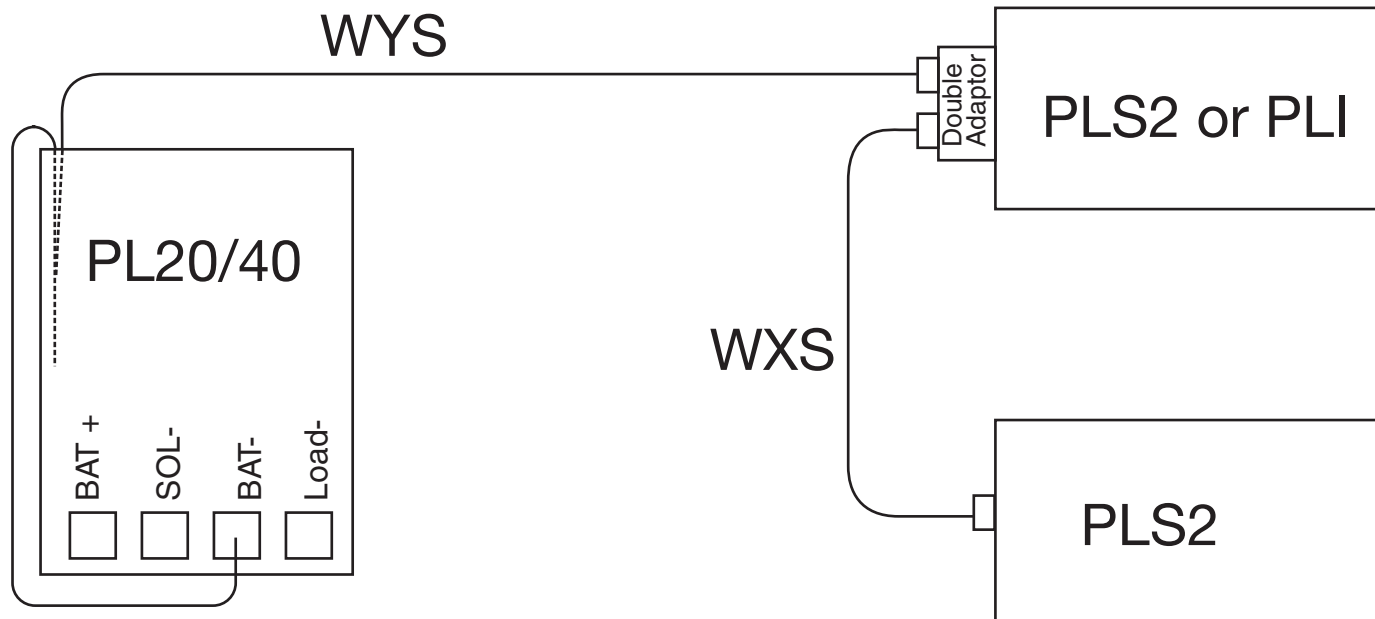 WYS
Double
Adaptor
PLS2 or PLI
PL20/40
WXS
BAT +
SOL-
BAT-
Load-
PLS2